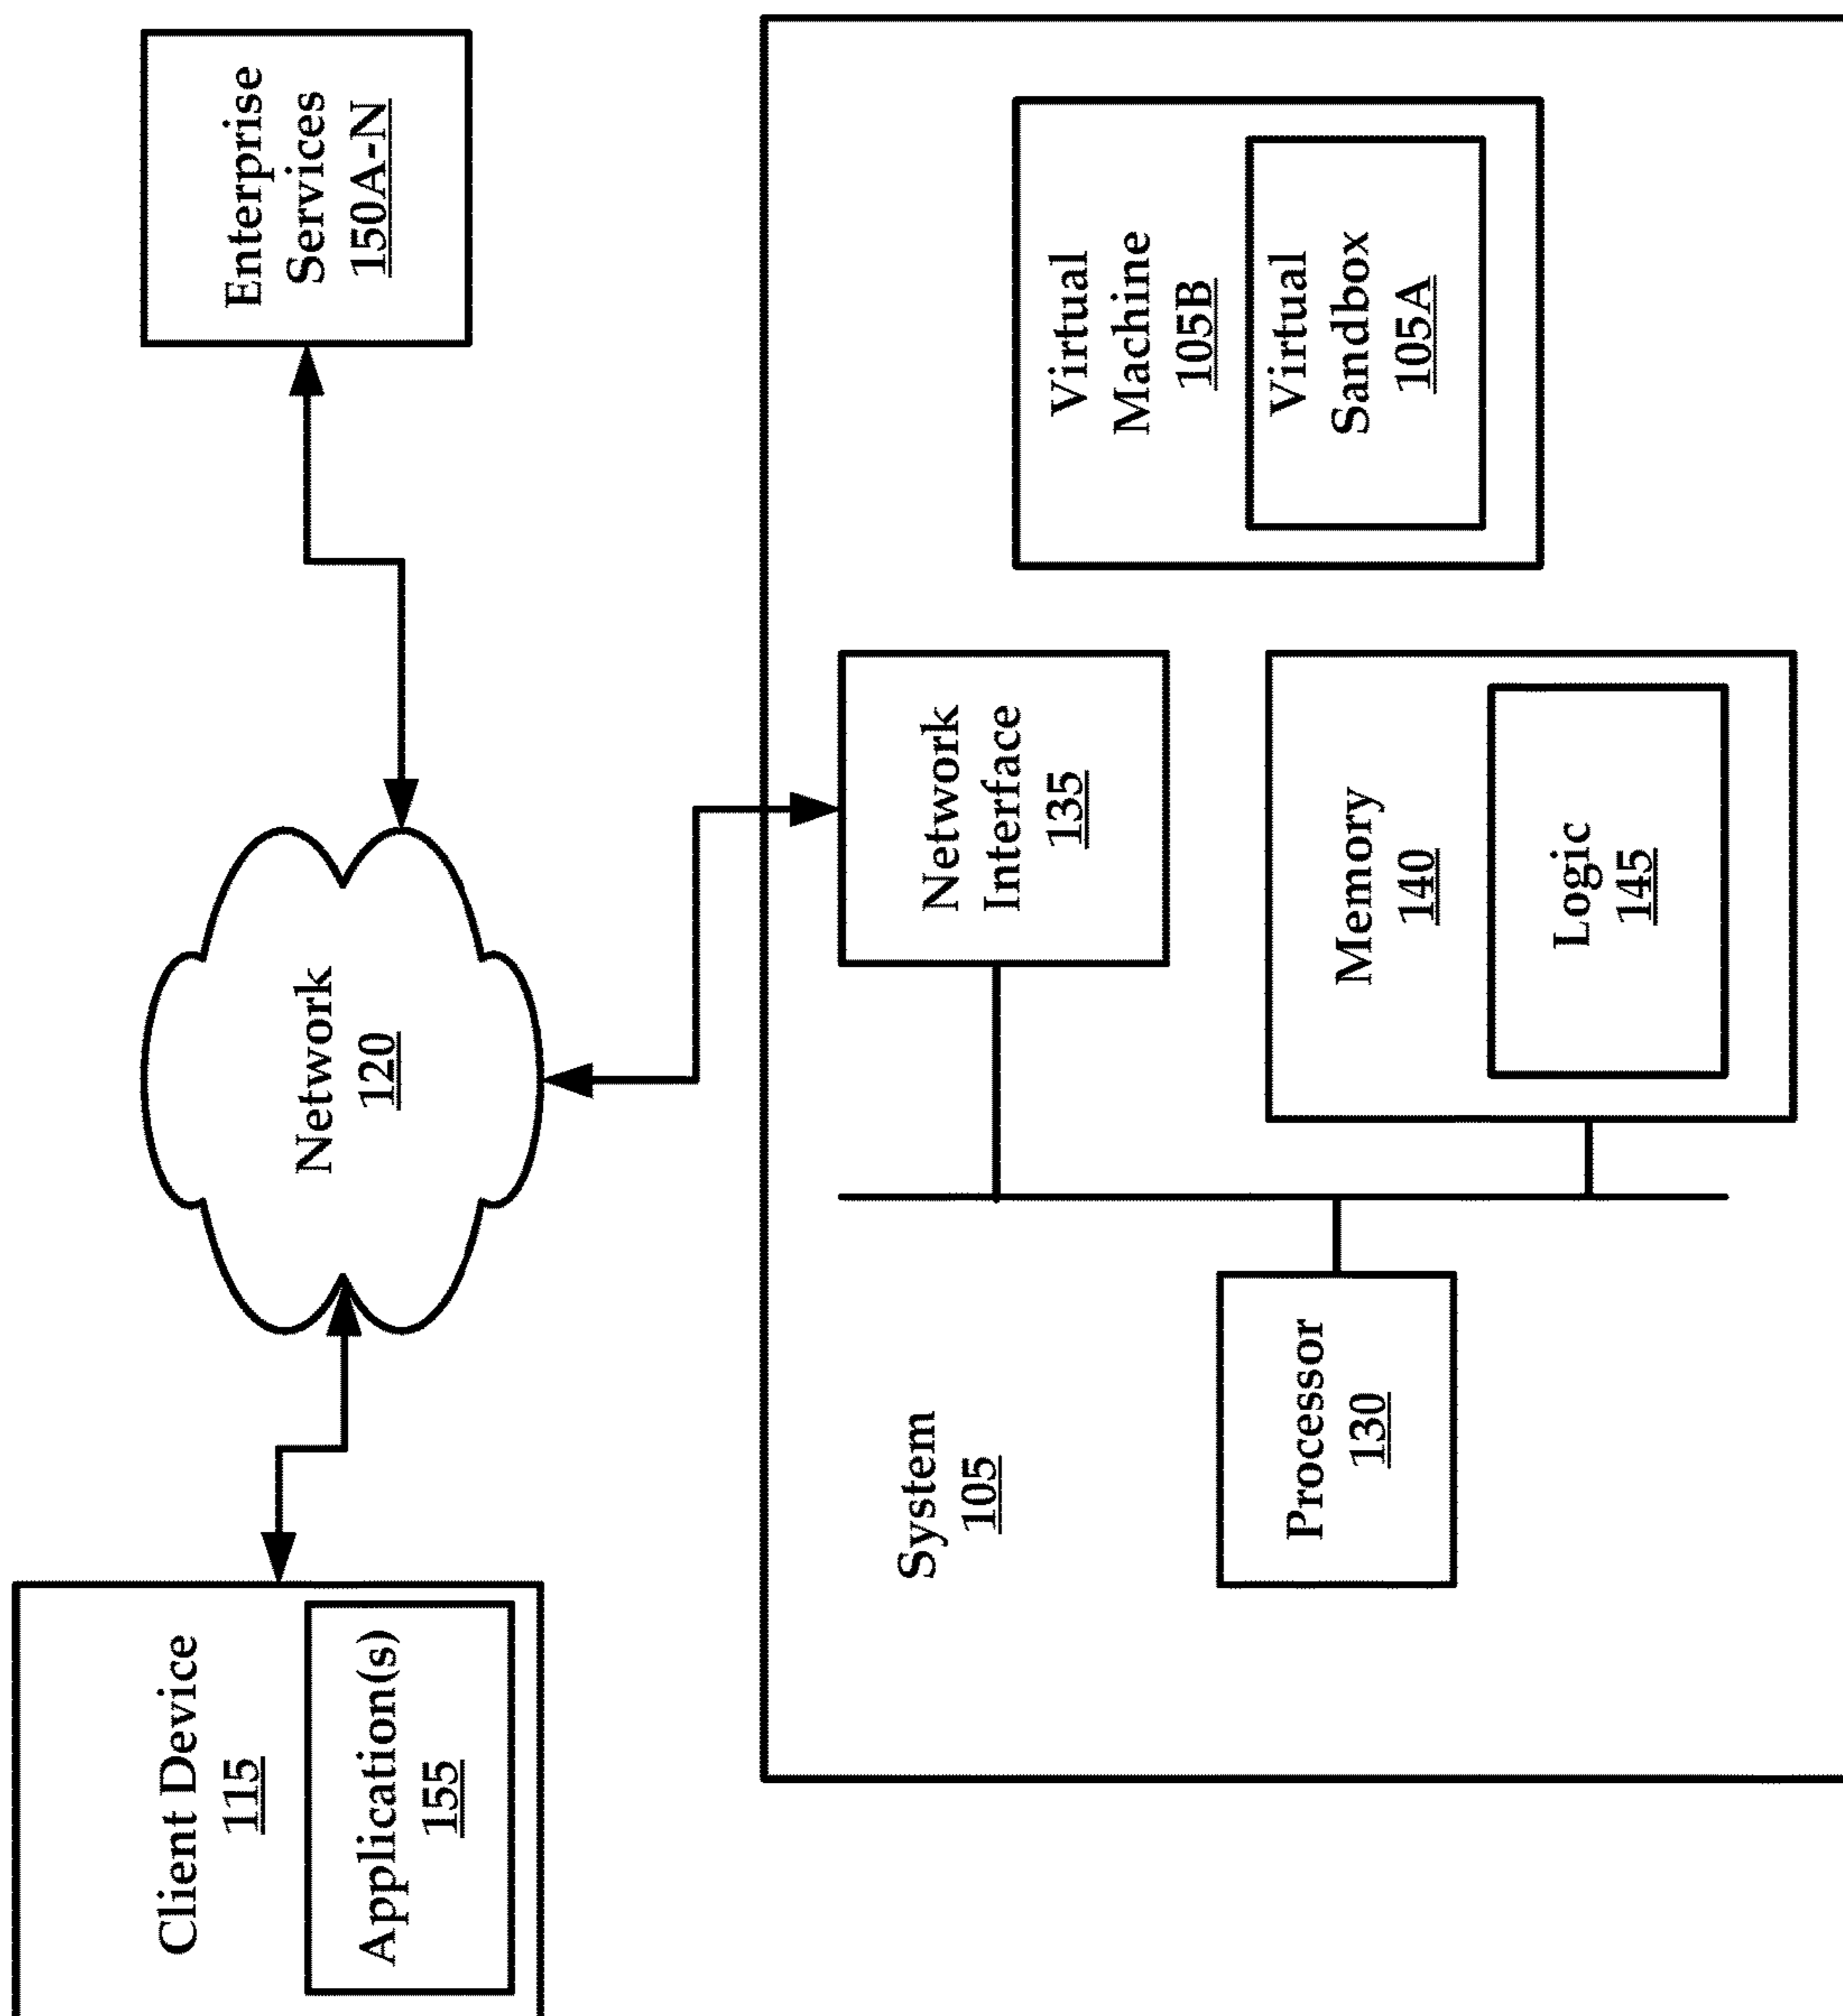 Client Device
115
Application(s)
155
Network
120
Enterprise
Services
150A-N
System
105
Processor
130
Network
Interface
135
Memory
140
Logic
145
Virtual
Machine
105B
Virtual
Sandbox
105A